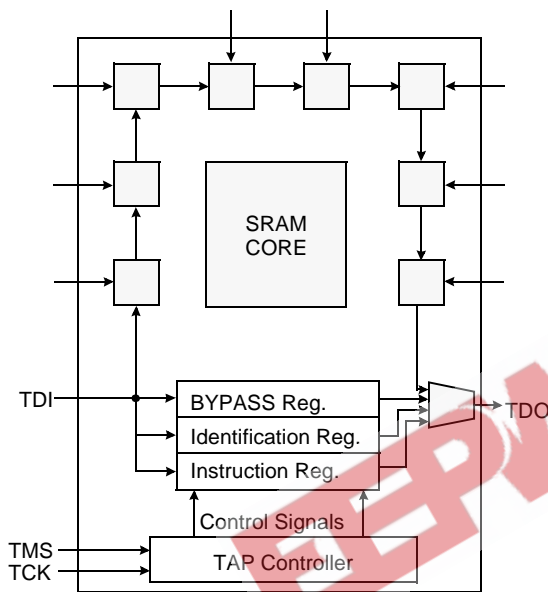 SRAM
CORE
TDI
BYPASS Reg.
TDO
Identification Reg.
Instruction Reg.
Control Signals
TMS
TCK
TAP Controller